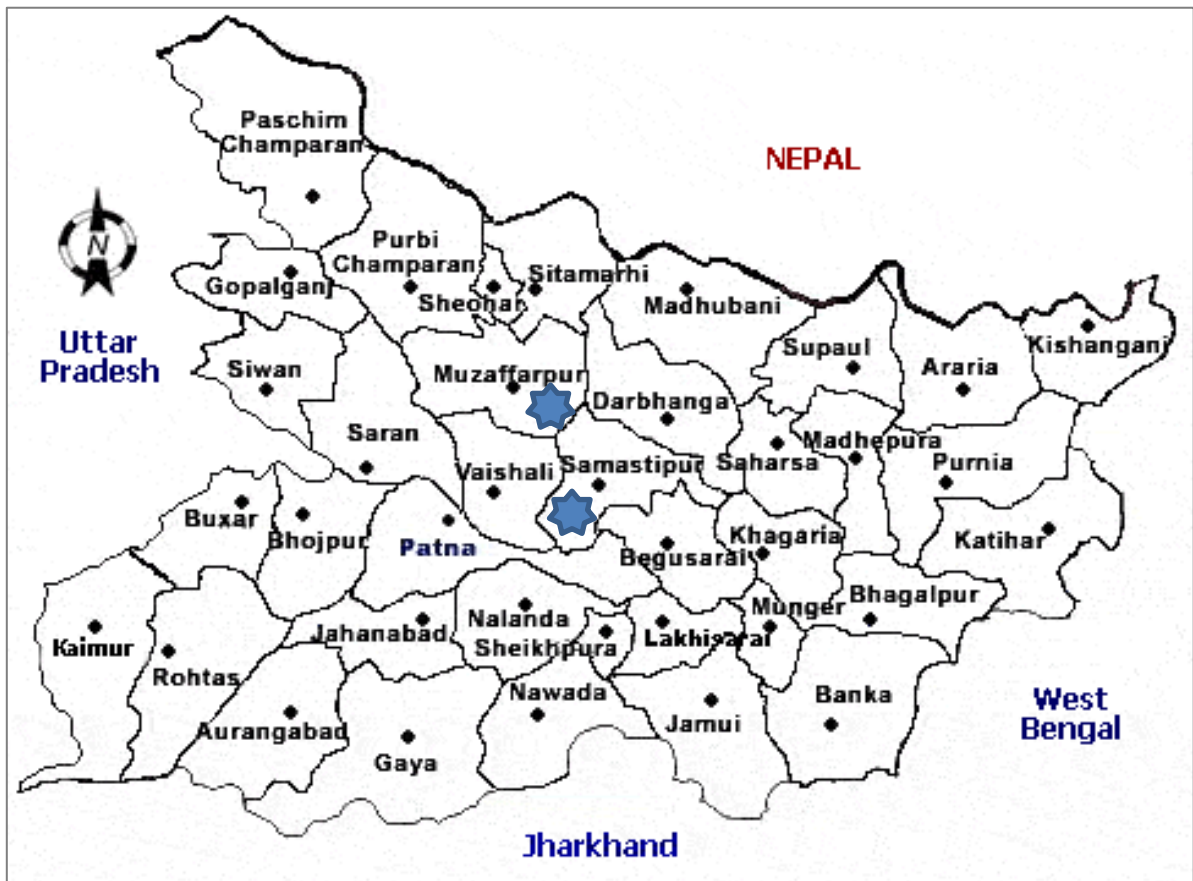 Paschim
Champaran
NEPAL
N
Purbi
Champaran
Gopalganj
Sheohar
Sitamarhi
Madhubani
Uttar
Pradesh
Siwan
Muzaffarpur
Supaul
Kishanganj
Araria
Darbhanga
Saran
Vaishali
Samastipur
Saharsa
Madhepura
Purnia
Buxar
Bhojpur
Patna
Begusarai
Khagaria
Katihar
Kaimur
Rohtas
Jahanabad
Nalanda
Sheikhpura
Lakhisarai
Munger
Bhagalpur
Aurangabad
Gaya
Nawada
Jamui
Banka
West
Bengal
Jharkhand